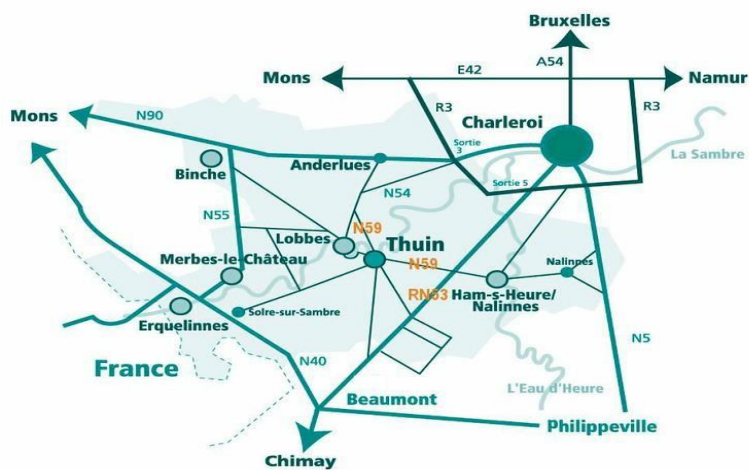 Bruxelles
A54
E42
Mons
Namur
R3
R3
Mons
N90
Charleroi
Sortie
3
La Sambre
Anderlues
Binche
Sortie 5
N54
N55
N59
Lobbes
Thuin
Merbes-le-Château
N59
Nalinnes
RN53
Ham-s-Heure/
Nalinnes
Solre-sur-Sambre
Erquelinnes
N5
France
N40
L'Eau d'Heure
Beaumont
Philippeville
Chimay